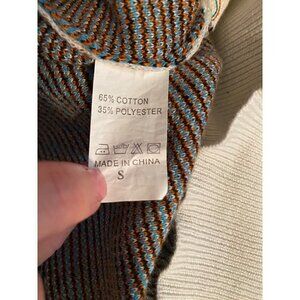 65% COTTON
35% POLYESTER
MADE IN CHINA
S